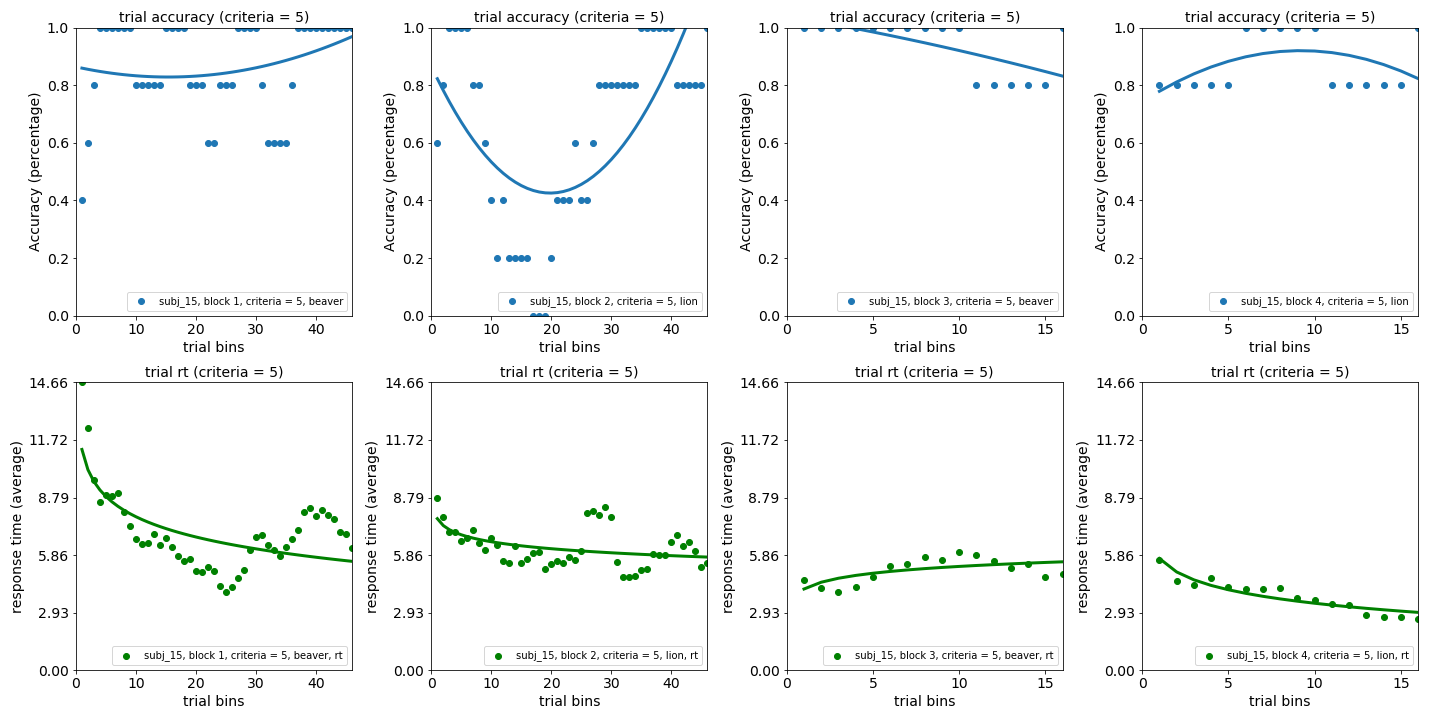 trial accuracy (criteria = 5) trial accuracy (criteria = 5) trial accuracy (criteria = 5) trial accuracy (criteria = 5)
1.0 1.0 1.0 1.0
0.8 0.8 0.8 0.8
0.6 0.6 0.6 0.6
0.4 0.4 0.4 0.4
0.2 0.2 0.2 0.2
0.0 0.0 0.0 0.0
Accuracy (percentage) Accuracy (percentage) Accuracy (percentage) Accuracy (percentage)
subj_15, block 1, criteria = 5, beaver subj_15, block 2, criteria = 5, lion subj_15, block 3, criteria = 5, beaver subj_15, block 4, criteria = 5, lion
0 10 20 30 40 0 10 20 30 40 0 5 10 15 0 5 10 15
trial bins trial bins trial bins trial bins
trial rt (criteria = 5) trial rt (criteria = 5) trial rt (criteria = 5) trial rt (criteria = 5)
14.66 14.66 14.66 14.66
11.72 11.72 11.72 11.72
8.79 8.79 8.79 8.79
5.86 5.86 5.86 5.86
2.93 2.93 2.93 2.93
0.00 0.00 0.00 0.00
response time (average) response time (average) response time (average) response time (average)
subj_15, block 1, criteria = 5, beaver, rt subj_15, block 2, criteria = 5, lion, rt subj_15, block 3, criteria = 5, beaver, rt subj_15, block 4, criteria = 5, lion, rt
0 10 20 30 40 0 10 20 30 40 0 5 10 15 0 5 10 15
trial bins trial bins trial bins trial bins